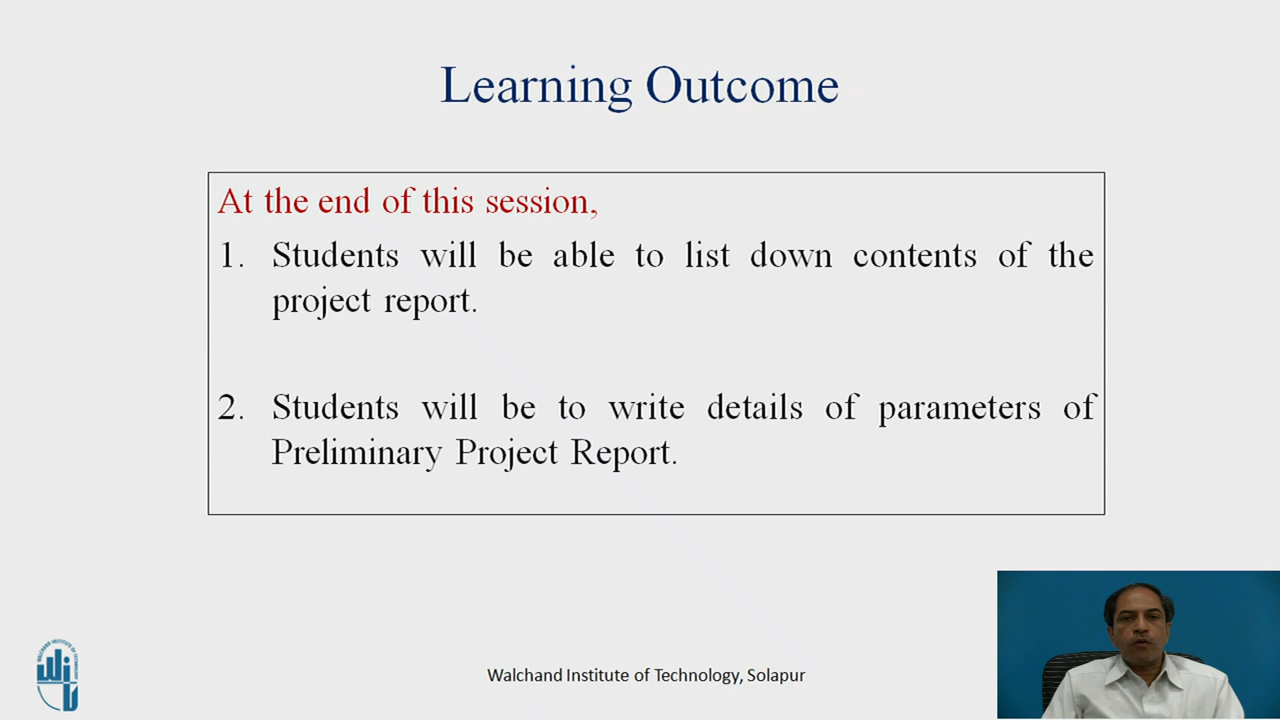 Learning Outcome
At the end of this session,
1. Students will be able to list down contents of the
project report.
2. Students will be to write details of parameters of
Preliminary Project Report.
Walchand Institute of Technology, Solapur